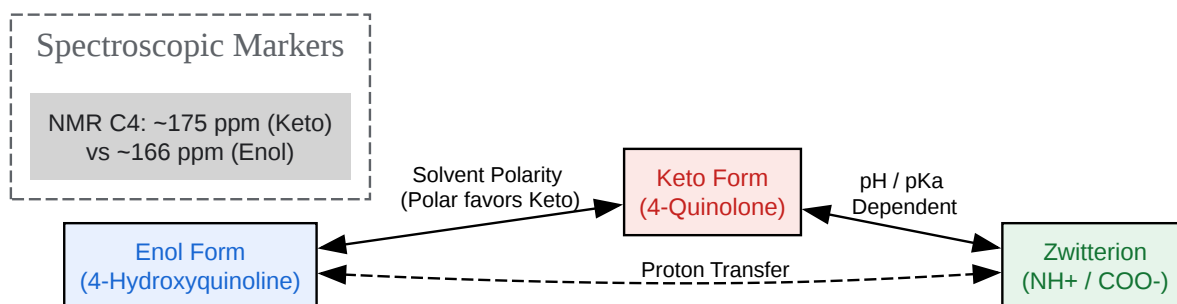 Spectroscopic Markers
NMR C4: ~175 ppm (Keto)
vs ~166 ppm (Enol)
Solvent Polarity
(Polar favors Keto)
Keto Form
(4-Quinolone)
pH / pKa
Dependent
Enol Form
(4-Hydroxyquinoline)
Proton Transfer
Zwitterion
(NH+ / COO-)